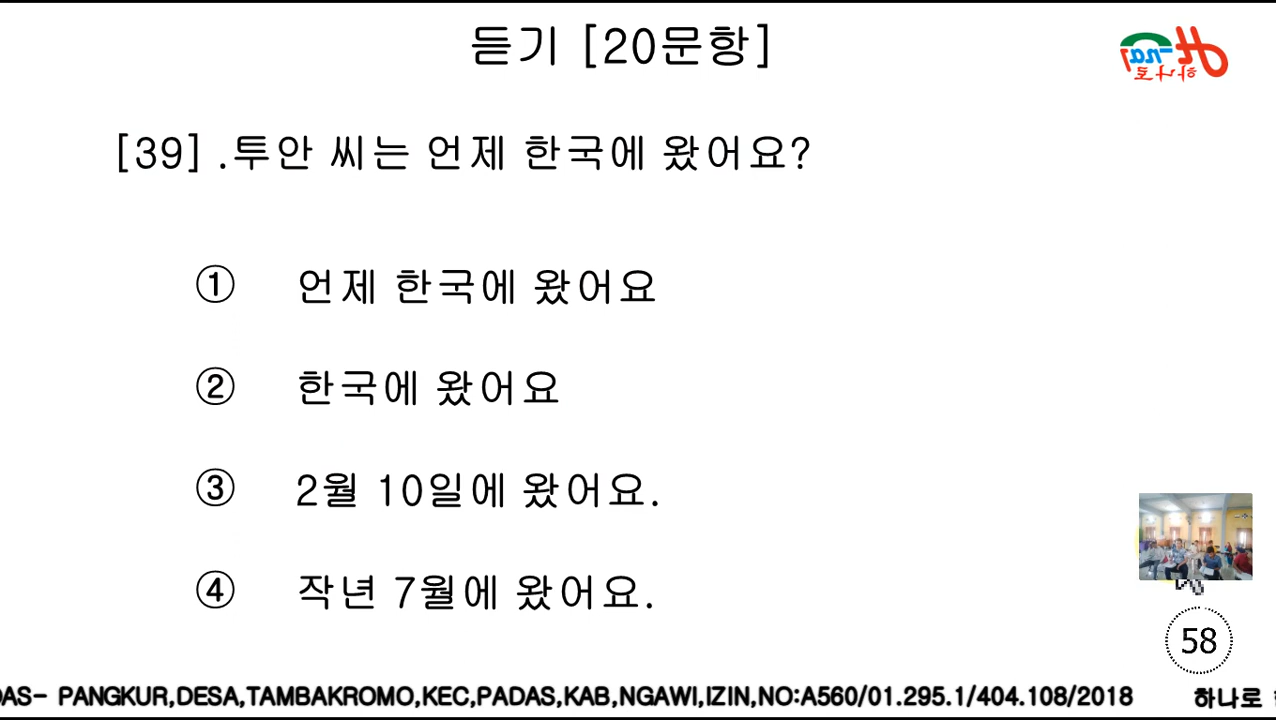 듣기 [20문항]
[39] .투안 씨는 언제 한국에 왔어요?
① 언제 한국에 왔어요
② 한국에 왔어요
③ 2월 10일에 왔어요.
④ 작년 7월에 왔어요.
58
DAS- PANGKUR,DESA,TAMBAKROMO,KEC,PADAS,KAB,NGAWI,IZIN,NO:A560/01.295.1/404.108/2018 하나로